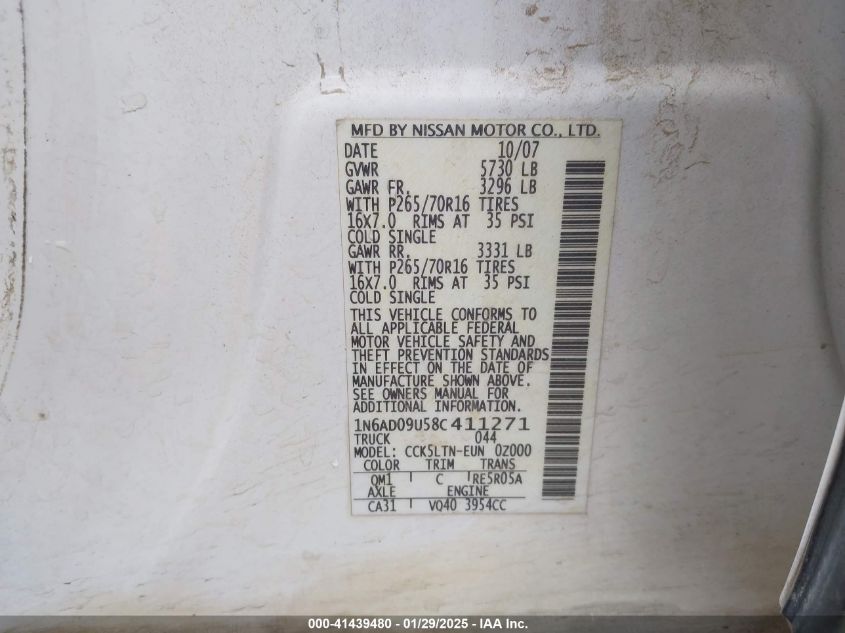 MFD BY NISSAN MOTOR CO., LTD.
DATE 10/07
GVWR 5730 LB
GAWR FR. 3296 LB
WITH P265/70R16 TIRES
16X7.0 RIMS AT 35 PSI
COLD SINGLE
GAWR RR. 3331 LB
WITH P265/70R16 TIRES
16X7.0 RIMS AT 35 PSI
COLD SINGLE
THIS VEHICLE CONFORMS TO
ALL APPLICABLE FEDERAL
MOTOR VEHICLE SAFETY AND
THEFT PREVENTION STANDARDS
IN EFFECT ON THE DATE OF
MANUFACTURE SHOWN ABOVE.
SEE OWNERS MANUAL FOR
ADDITIONAL INFORMATION.
1N6AD09U58C411271
TRUCK 044
MODEL: CCK5LTN-EUN 0Z000
COLOR TRIM TRANS
QM1 C RE5R05A
AXLE ENGINE
CA31 VQ40 3954CC
000-41439480 - 01/29/2025 - IAA Inc.